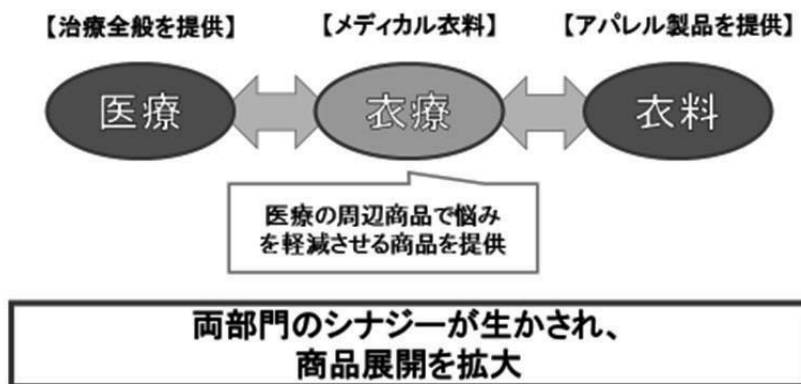 【治療全般を提供】 【メディカル衣料】 【アパレル製品を提供】
医療 衣療 衣料
医療の周辺商品で悩み
を軽減させる商品を提供
両部門のシナジーが生かされ、
商品展開を拡大